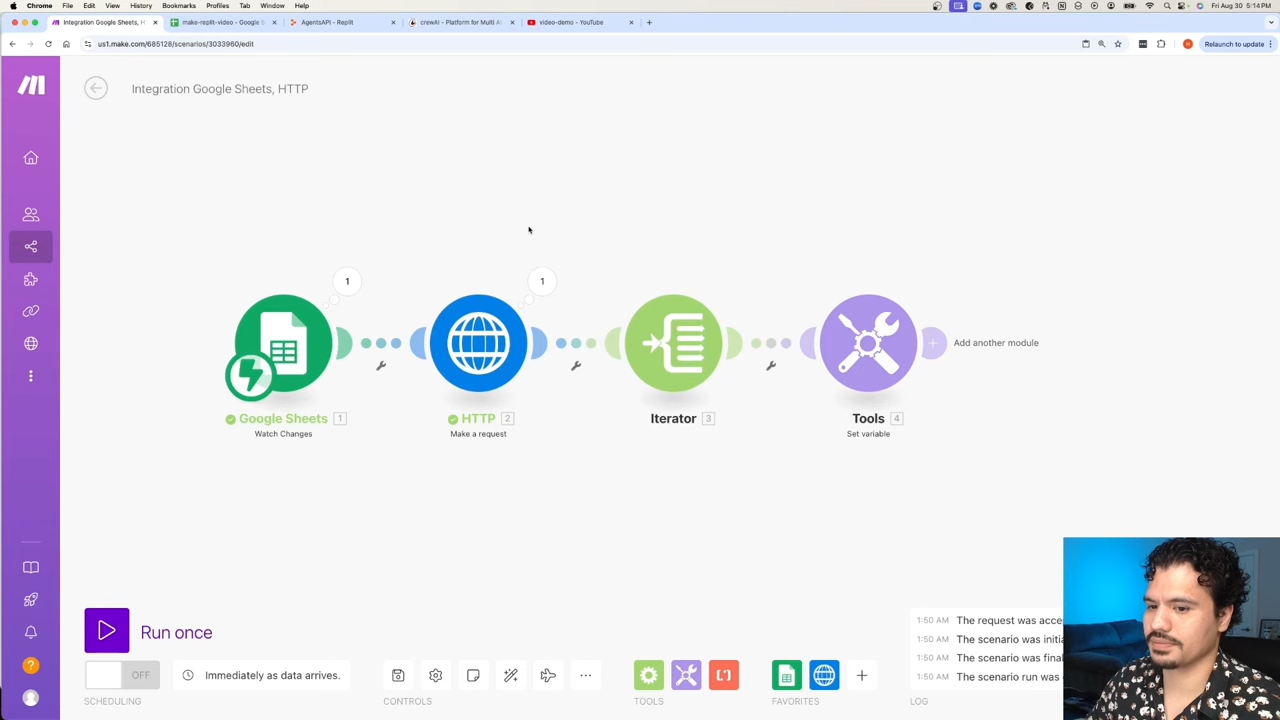 Chrome File Edit View History Bookmarks Profiles Tab Window Help Fri Aug 30 5:14 PM
Integration Google Sheets, H make-replit-video - Google S AgentsAPI - Replit crewAI - Platform for Multi A video-demo - YouTube
us1.make.com/685128/scenarios/3033960/edit Relaunch to update
Integration Google Sheets, HTTP
1 1
Add another module
Google Sheets 1 HTTP 2 Iterator 3 Tools 4
Watch Changes Make a request Set variable
Run once
1:50 AM The request was acce
1:50 AM The scenario was initia
1:50 AM The scenario was final
1:50 AM The scenario run was
OFF Immediately as data arrives.
SCHEDULING CONTROLS TOOLS FAVORITES LOG